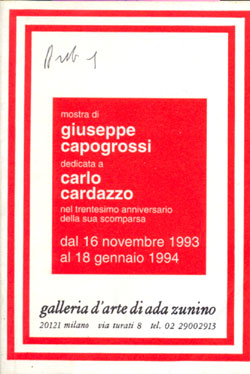 mostra di
giuseppe
capogrossi
dedicata a
carlo
cardazzo
nel trentesimo anniversario
della sua scomparsa
dal 16 novembre 1993
al 18 gennaio 1994
galleria d'arte di ada zunino
20121 milano via turati 8 tel. 02 29002913